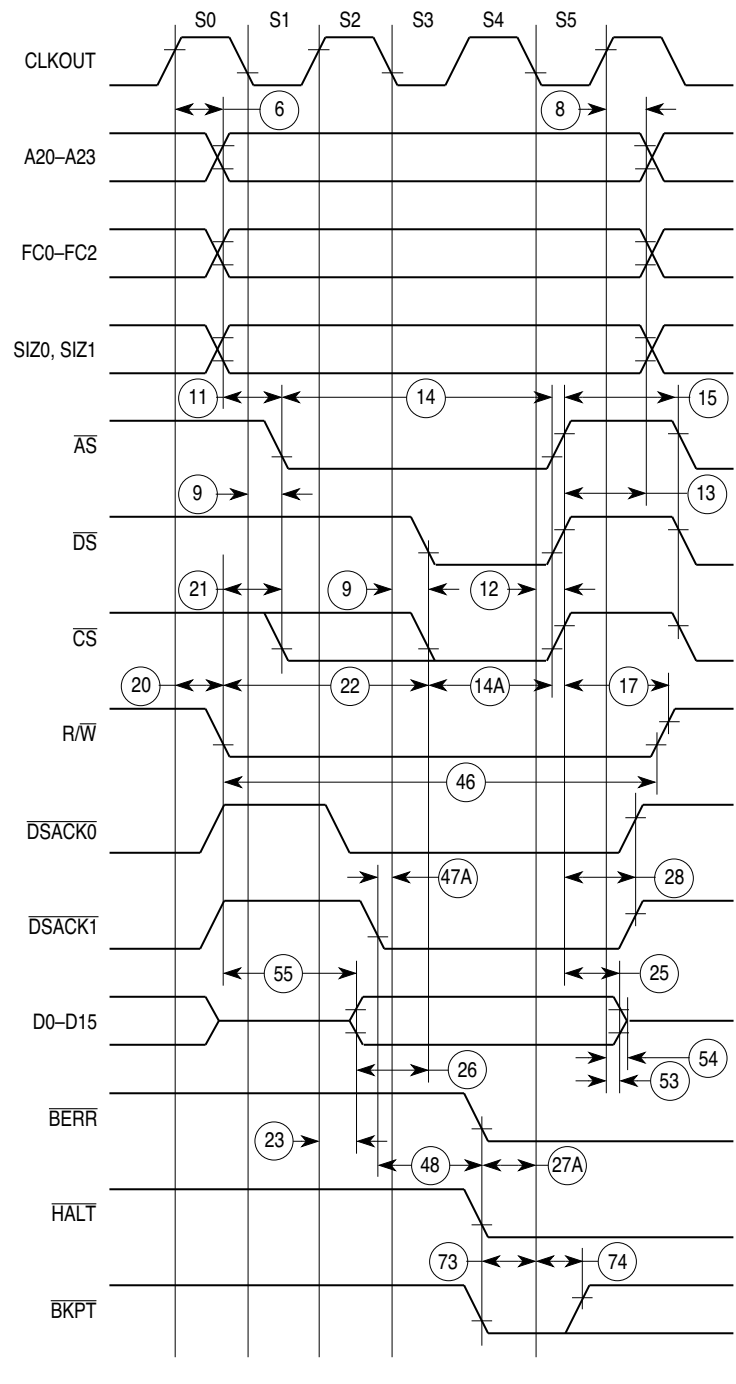 S0 S1 S2 S3 S4 S5
CLKOUT
6 8
A20–A23
FC0–FC2
SIZ0, SIZ1
11 14 15
AS
9 13
DS
21 9 12
CS
20 22 14A 17
R/W
46
DSACK0
47A 28
DSACK1
55 25
D0–D15
54
26 53
BERR
23
48 27A
HALT
73 74
BKPT